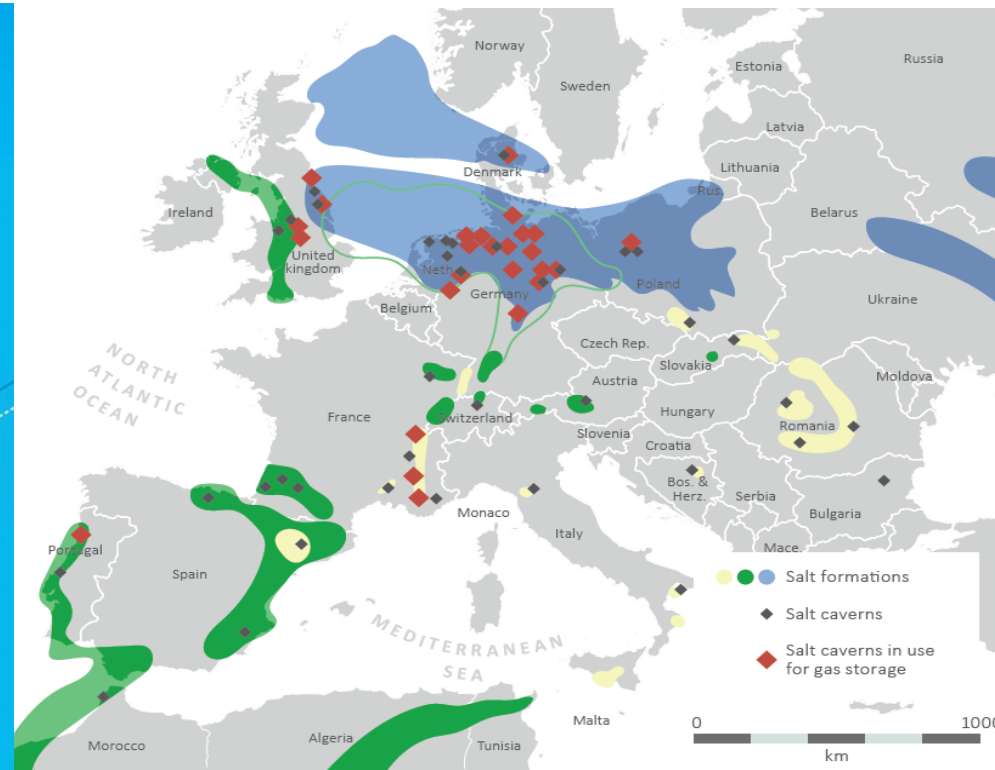 Norway
Sweden
Estonia
Russia
Latvia
Lithuania
Rus.
Belarus
Denmark
Ireland
United
kingdom
Neth.
Germany
Poland
Ukraine
Belgium
Czech Rep.
Slovakia
Moldova
Austria
NORTH
ATLANTIC
OCEAN
France
Switzerland
Hungary
Romania
Slovenia
Croatia
Bos. &
Herz.
Serbia
Bulgaria
Monaco
Italy
Mace.
Portugal
Spain
MEDITERRANEAN
SEA
Malta
Morocco
Algeria
Tunisia
Salt formations
Salt caverns
Salt caverns in use
for gas storage
0 1000
km